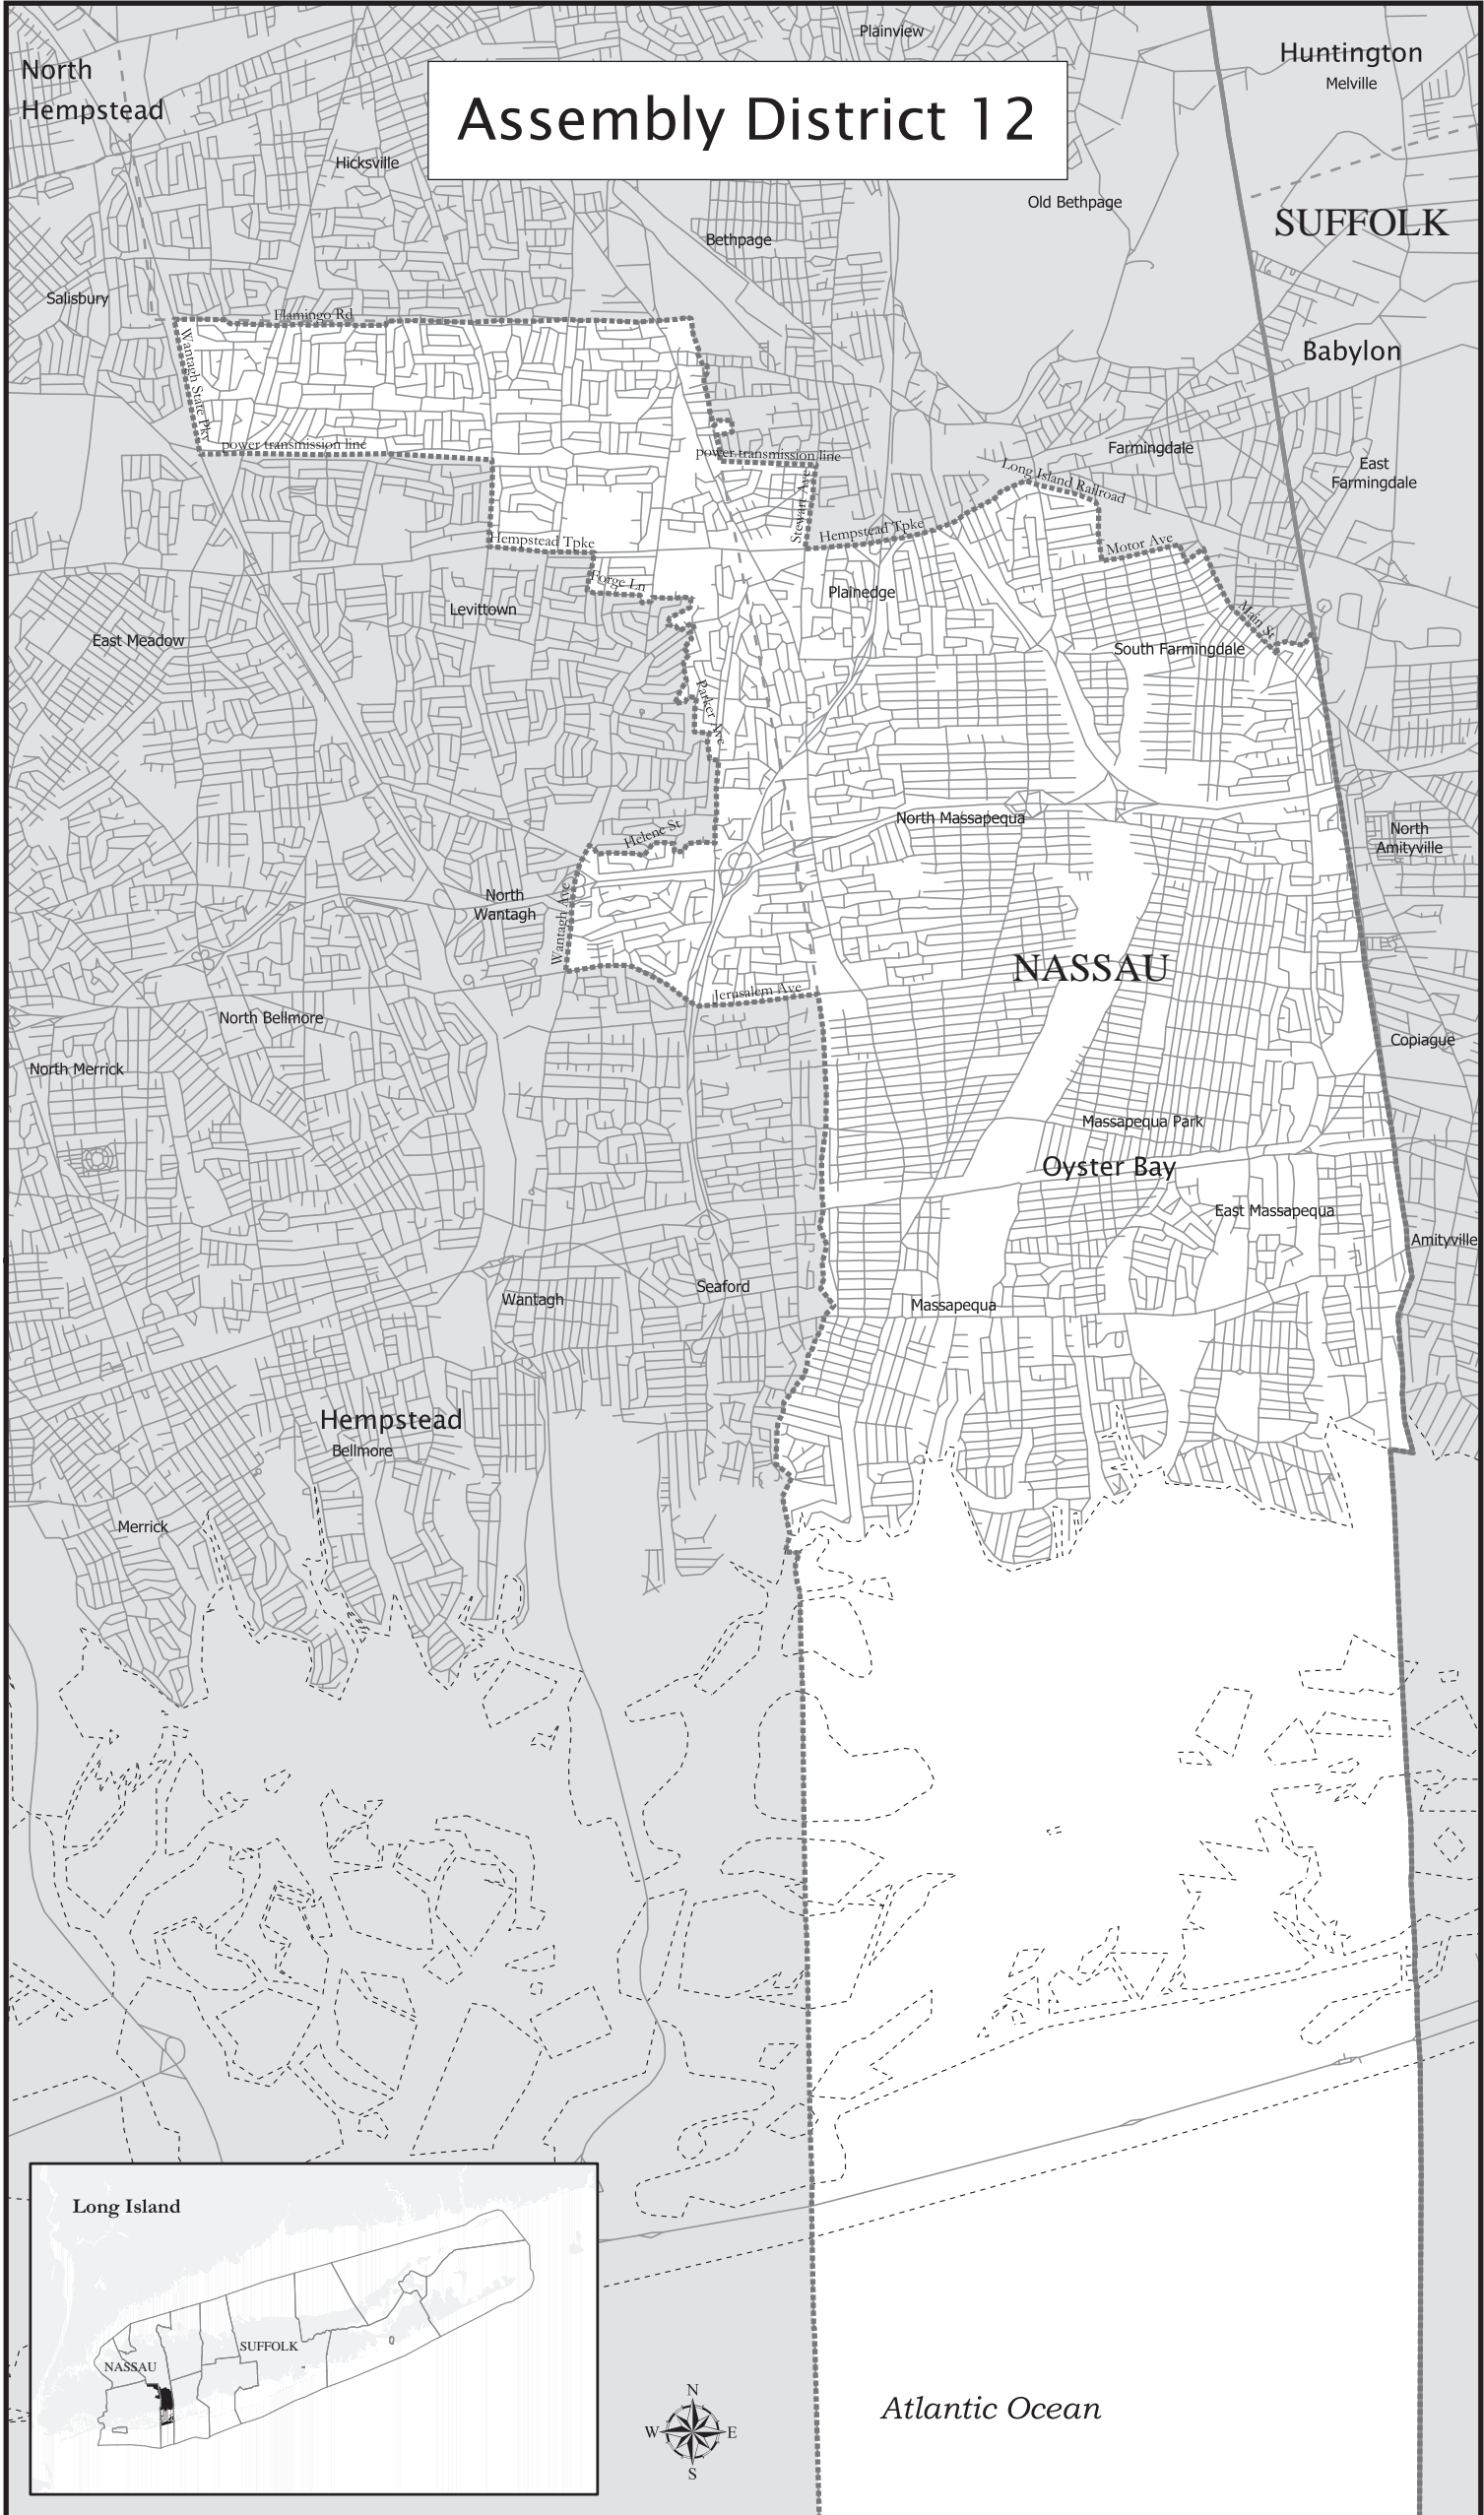 Plainview
North
Hempstead
Huntington
Melville
Assembly District 12
Hicksville
Old Bethpage
SUFFOLK
Bethpage
Salisbury
Flamingo Rd
Wantagh State Pky
Babylon
power transmission line
power transmission line
Farmingdale
East
Farmingdale
Long Island Railroad
Stewart Ave
Hempstead Tpke
Hempstead Tpke
Motor Ave
Forge Ln
Plainedge
Levittown
Main St
East Meadow
South Farmingdale
Parker Ave
North Massapequa
Helene St
North
Amityville
North
Wantagh
Wantagh Ave
NASSAU
Jerusalem Ave
North Bellmore
Copiague
North Merrick
Massapequa Park
Oyster Bay
East Massapequa
Amityville
Seaford
Wantagh
Massapequa
Hempstead
Bellmore
Merrick
Long Island
SUFFOLK
NASSAU
N
W
E
S
Atlantic Ocean